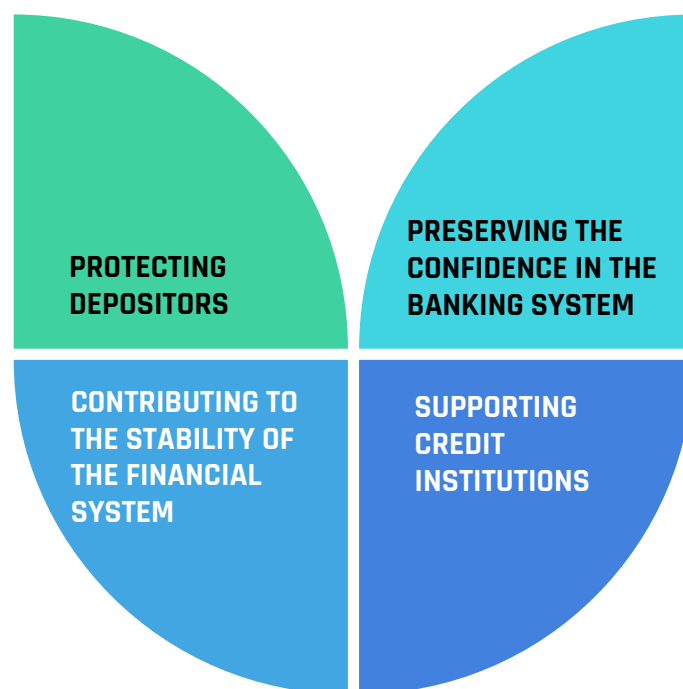 PROTECTING
DEPOSITORS
PRESERVING THE
CONFIDENCE IN THE
BANKING SYSTEM
CONTRIBUTING TO
THE STABILITY OF
THE FINANCIAL
SYSTEM
SUPPORTING
CREDIT
INSTITUTIONS